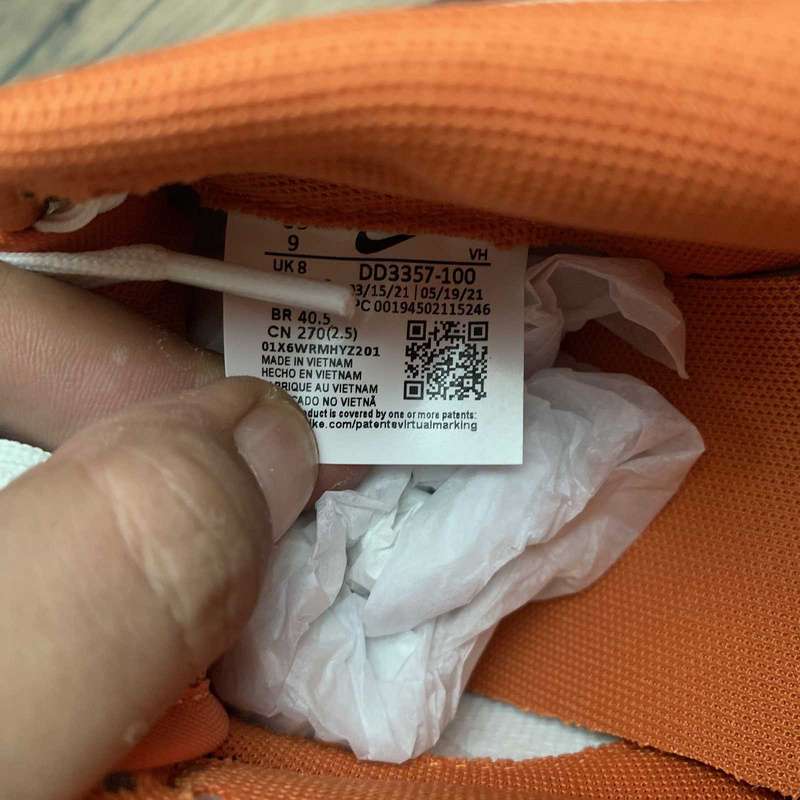 9
VH
UK 8
DD3357-100
03/15/21 | 05/19/21
PC 00194502115246
BR 40.5
CN 270(2.5)
01X6WRMHYZ201
MADE IN VIETNAM
HECHO EN VIETNAM
BRIQUE AU VIETNAM
CADO NO VIETNÃ
duct is covered by one or more patents:
ike.com/patentsvirtualmarking